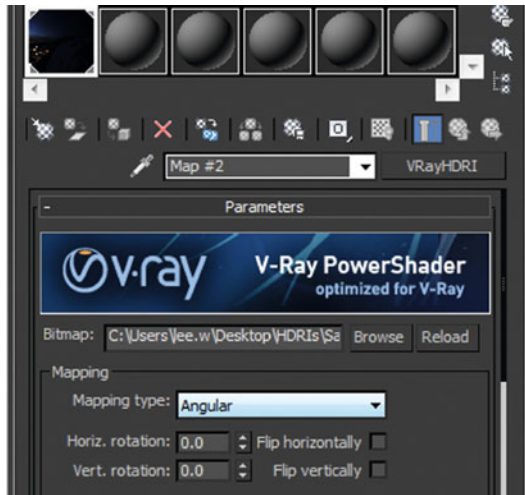 Map #2 VRayHDRI
- Parameters
v·ray V-Ray PowerShader
optimized for V-Ray
Bitmap: C:\Users\lee.w\Desktop\HDRIs\Sa Browse Reload
Mapping
Mapping type: Angular
Horiz. rotation: 0.0 Flip horizontally
Vert. rotation: 0.0 Flip vertically